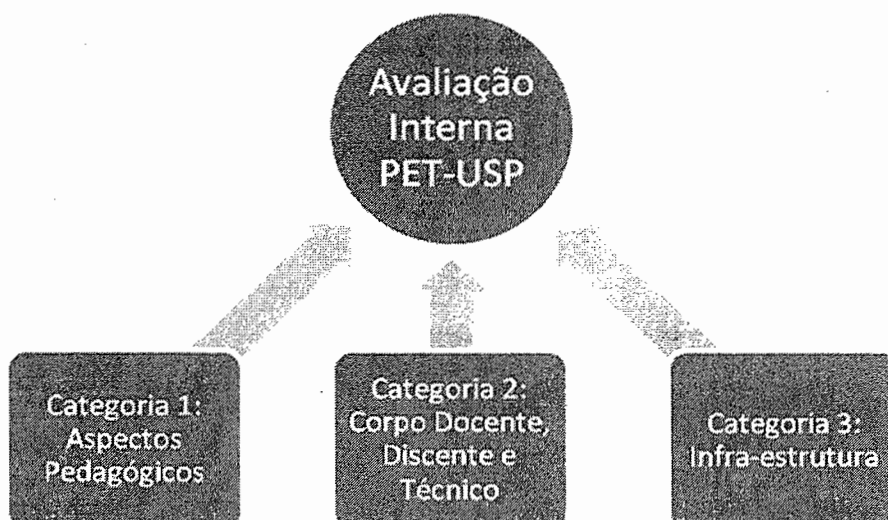 Avaliação
Interna
PET-USP
Categoria 1:
Aspectos
Pedagógicos
Categoria 2:
Corpo Docente,
Discente e
Técnico
Categoria 3:
Infra-estrutura